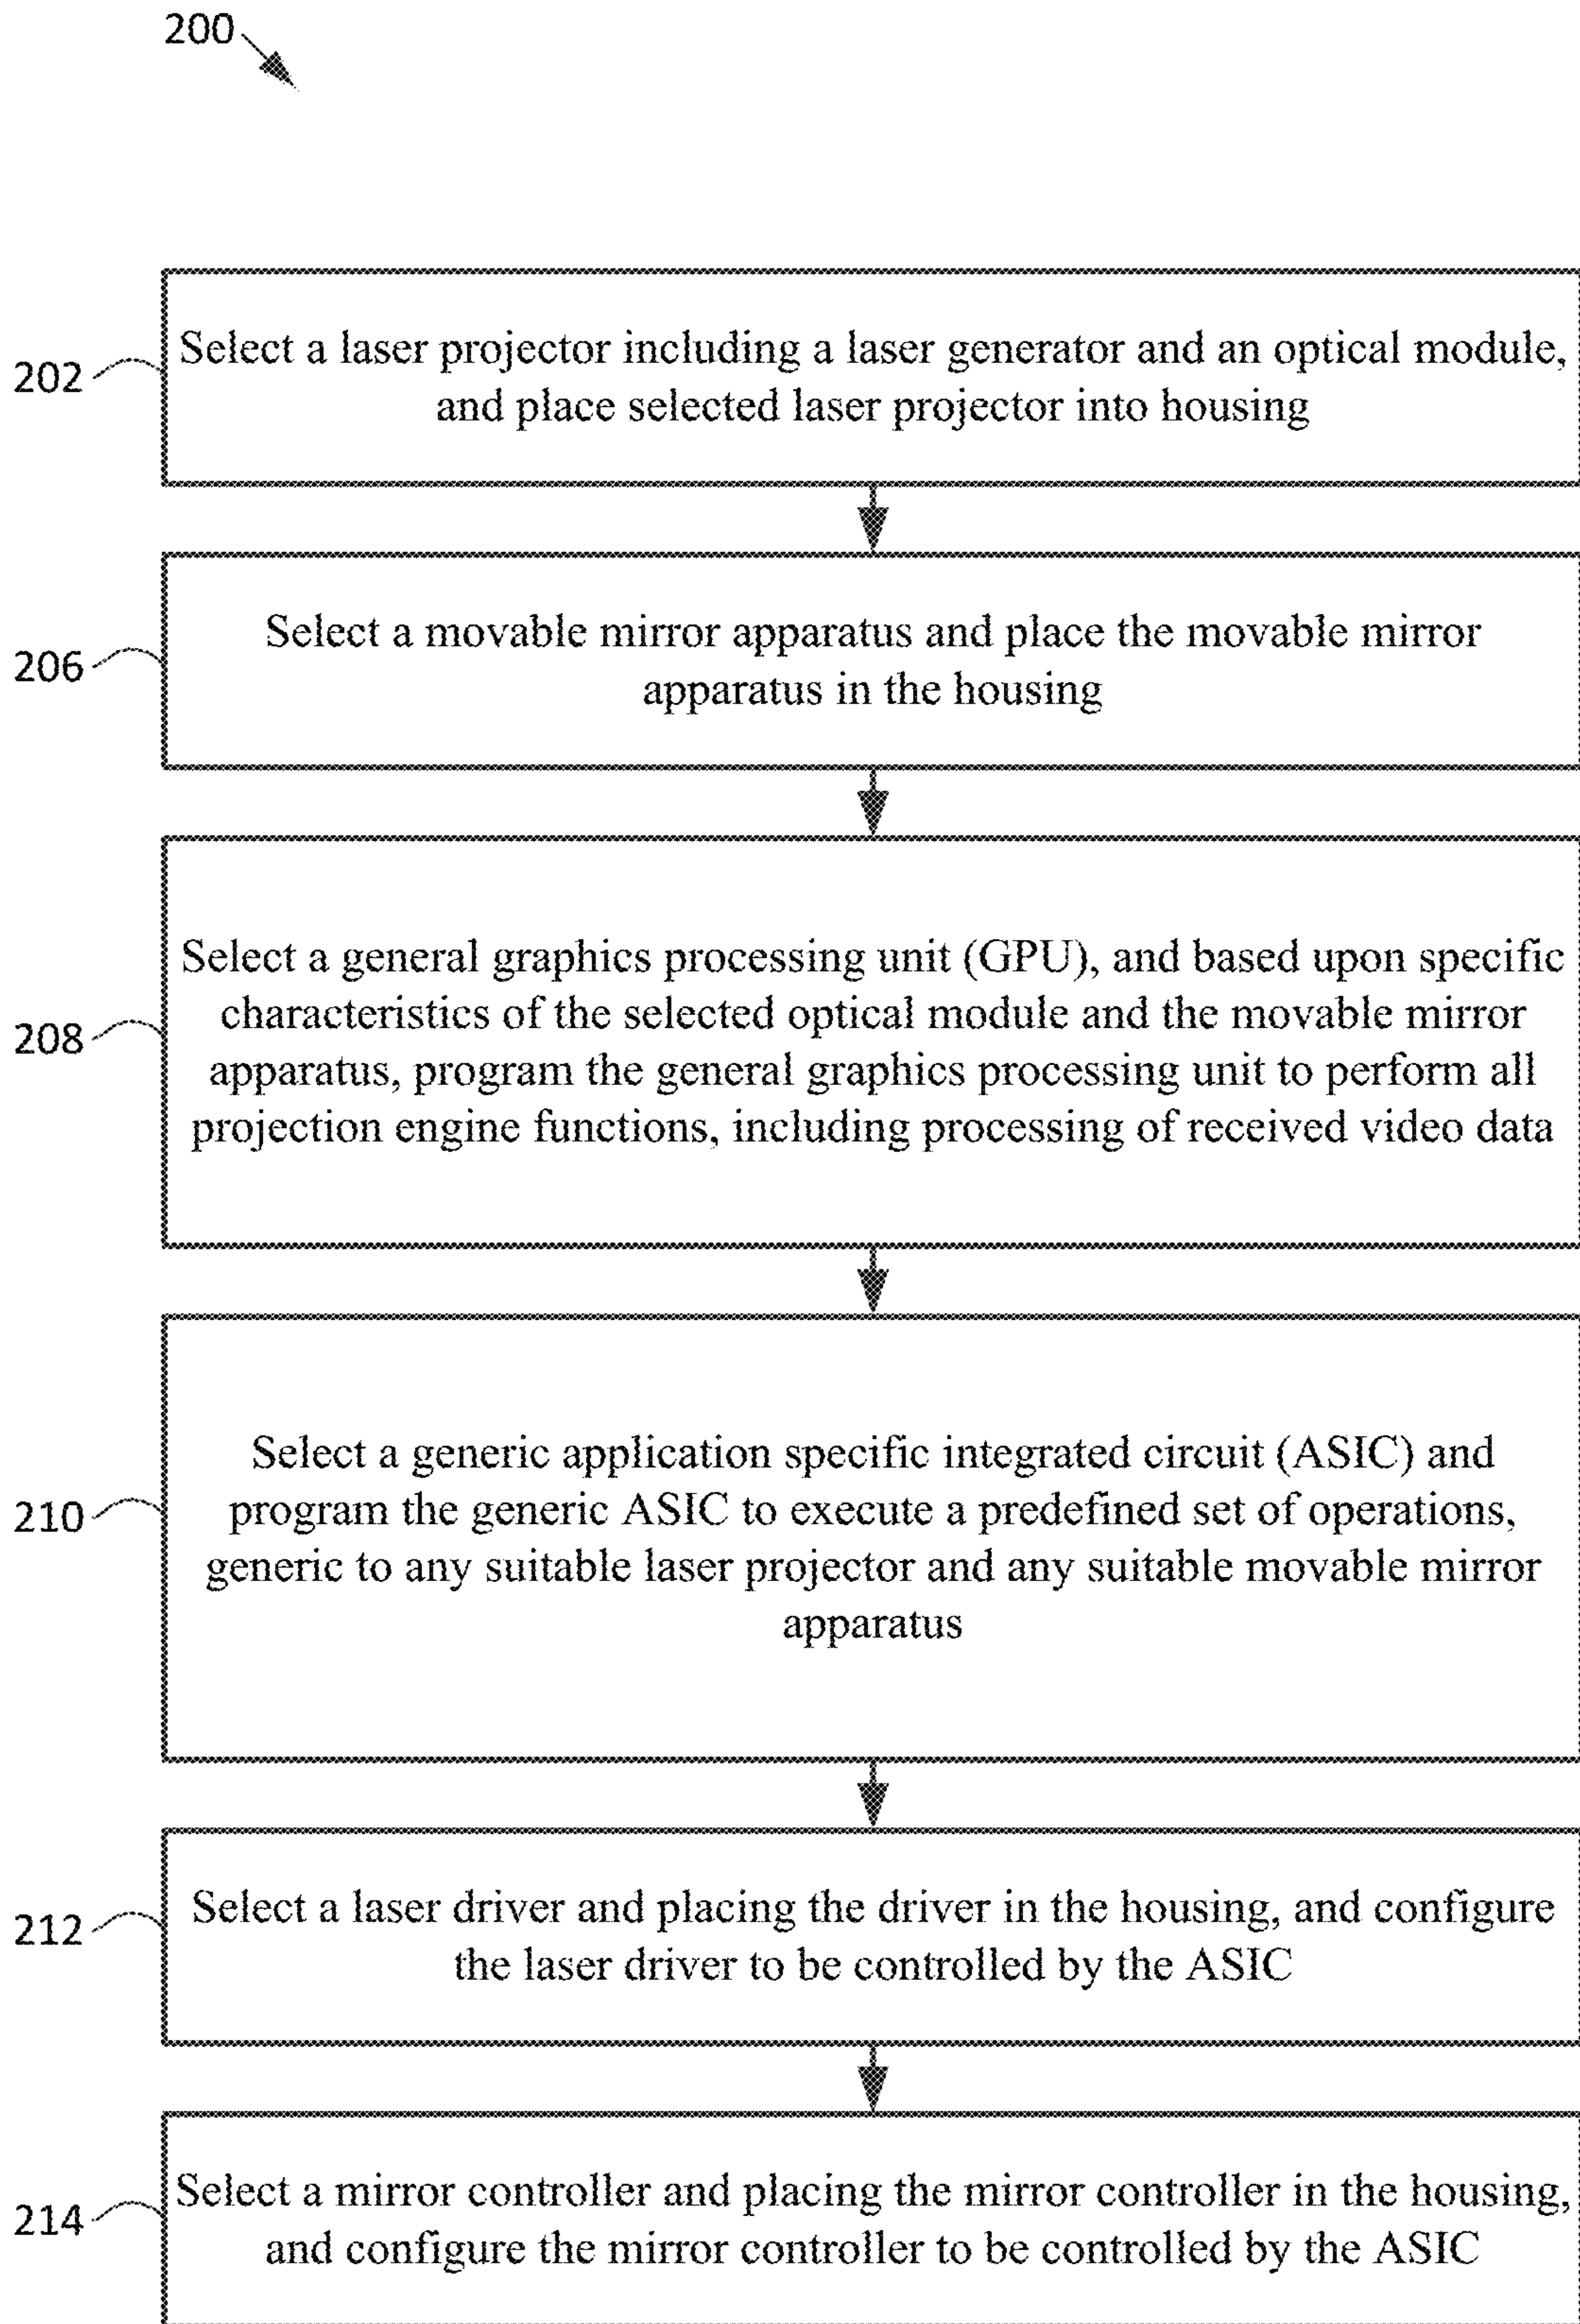 200
202
Select a laser projector including a laser generator and an optical module,
and place selected laser projector into housing
206
Select a movable mirror apparatus and place the movable mirror
apparatus in the housing
208
Select a general graphics processing unit (GPU), and based upon specific
characteristics of the selected optical module and the movable mirror
apparatus, program the general graphics processing unit to perform all
projection engine functions, including processing of received video data
210
Select a generic application specific integrated circuit (ASIC) and
program the generic ASIC to execute a predefined set of operations,
generic to any suitable laser projector and any suitable movable mirror
apparatus
212
Select a laser driver and placing the driver in the housing, and configure
the laser driver to be controlled by the ASIC
214
Select a mirror controller and placing the mirror controller in the housing,
and configure the mirror controller to be controlled by the ASIC